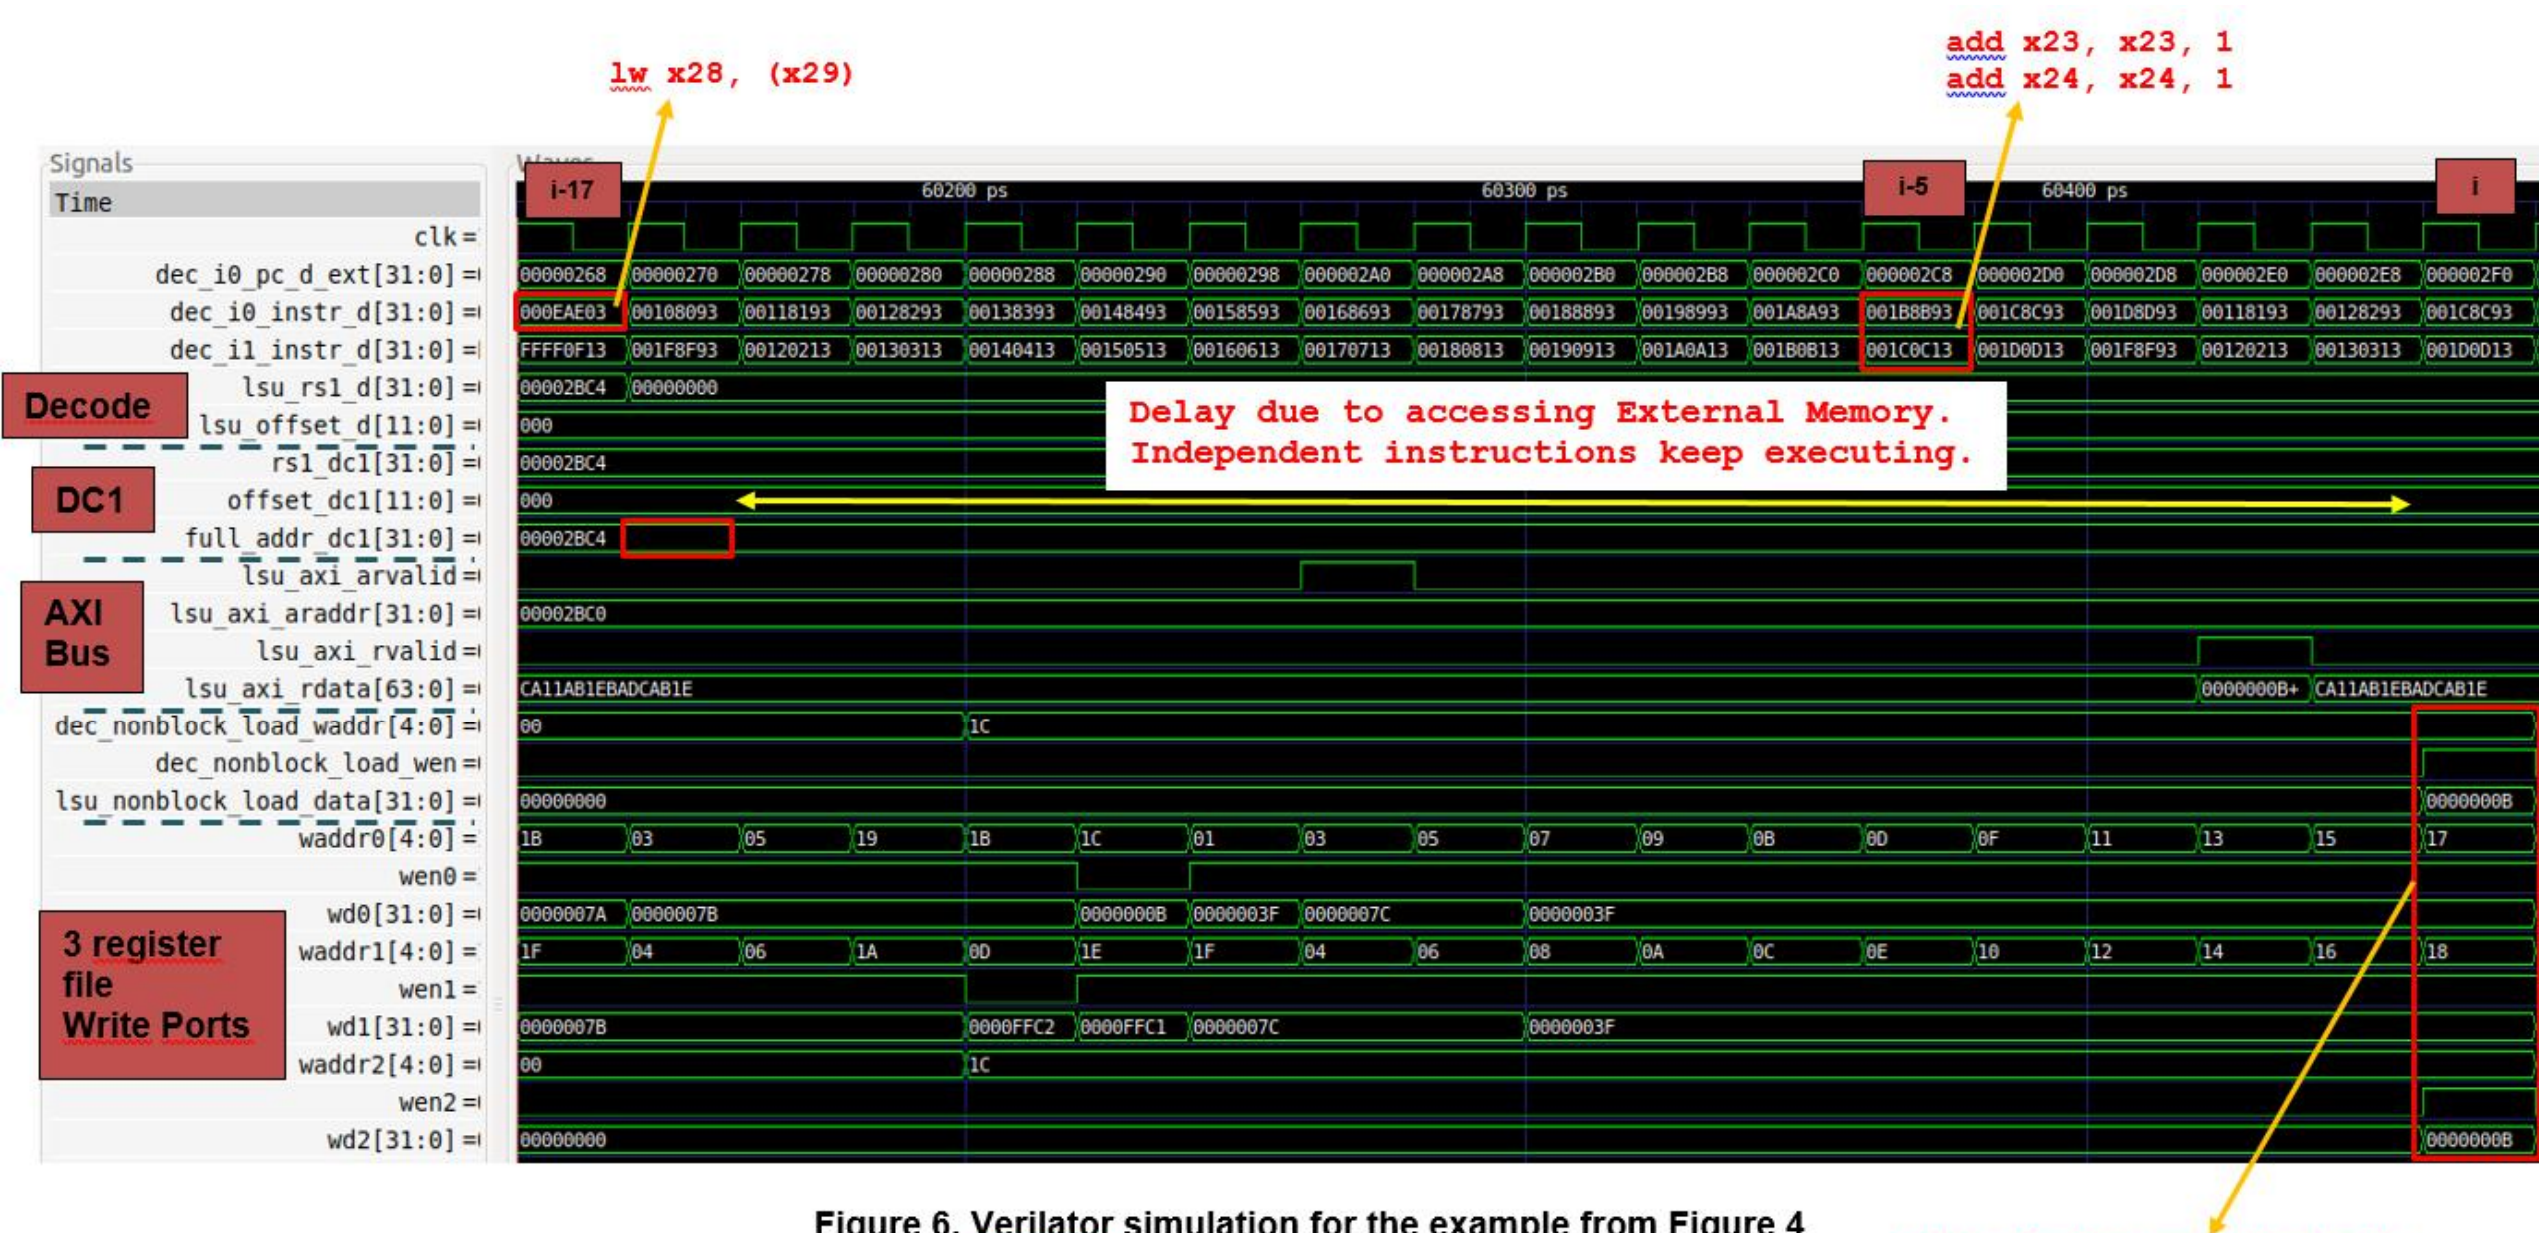 add x23, x23, 1
lw x28, (x29)
add x24, x24, 1
Signals
Waves
i-17
i-5
i
Time
60200 ps
60300 ps
60400 ps
clk=
dec_i0_pc_d_ext[31:0] = 00000268 00000270 00000278 00000280 00000288 00000290 00000298 000002A0 000002A8 000002B0 000002B8 000002C0 000002C8 000002D0 000002D8 000002E0 000002E8 000002F0
dec_i0_instr_d[31:0] = 000EAE03 00108093 00118193 00128293 00138393 00148493 00158593 00168693 00178793 00188893 00198993 001A8A93 001B8B93 001C8C93 001D8D93 00118193 00128293 001C8C93
dec_i1_instr_d[31:0] = FFFF0F13 001F8F93 00120213 00130313 00140413 00150513 00160613 00170713 00180813 00190913 001A0A13 001B0B13 001C0C13 001D0D13 001F8F93 00120213 00130313 001D0D13
Decode
lsu_rs1_d[31:0] = 00002BC4 00000000
lsu_offset_d[11:0] = 000
Delay due to accessing External Memory.
Independent instructions keep executing.
DC1
rs1_dc1[31:0] = 00002BC4
offset_dc1[11:0] = 000
full_addr_dc1[31:0] = 00002BC4
AXI
Bus
lsu_axi_arvalid =
lsu_axi_araddr[31:0] = 00002BC0
lsu_axi_rvalid =
lsu_axi_rdata[63:0] = CA11AB1EBADCAB1E 0000000B+ CA11AB1EBADCAB1E
dec_nonblock_load_waddr[4:0] = 00 1C
dec_nonblock_load_wen =
lsu_nonblock_load_data[31:0] = 00000000 0000000B
3 register
file
Write Ports
waddr0[4:0] = 1B 03 05 19 1B 1C 01 03 05 07 09 0B 0D 0F 11 13 15 17
wen0 =
wd0[31:0] = 0000007A 0000007B 0000000B 0000003F 0000007C 0000003F
waddr1[4:0] = 1F 04 06 1A 0D 1E 1F 04 06 08 0A 0C 0E 10 12 14 16 18
wen1 =
wd1[31:0] = 0000007B 0000FFC2 0000FFC1 0000007C 0000003F
waddr2[4:0] = 00 1C
wen2 =
wd2[31:0] = 00000000 0000000B
Figure 6. Verilator simulation for the example from Figure 4